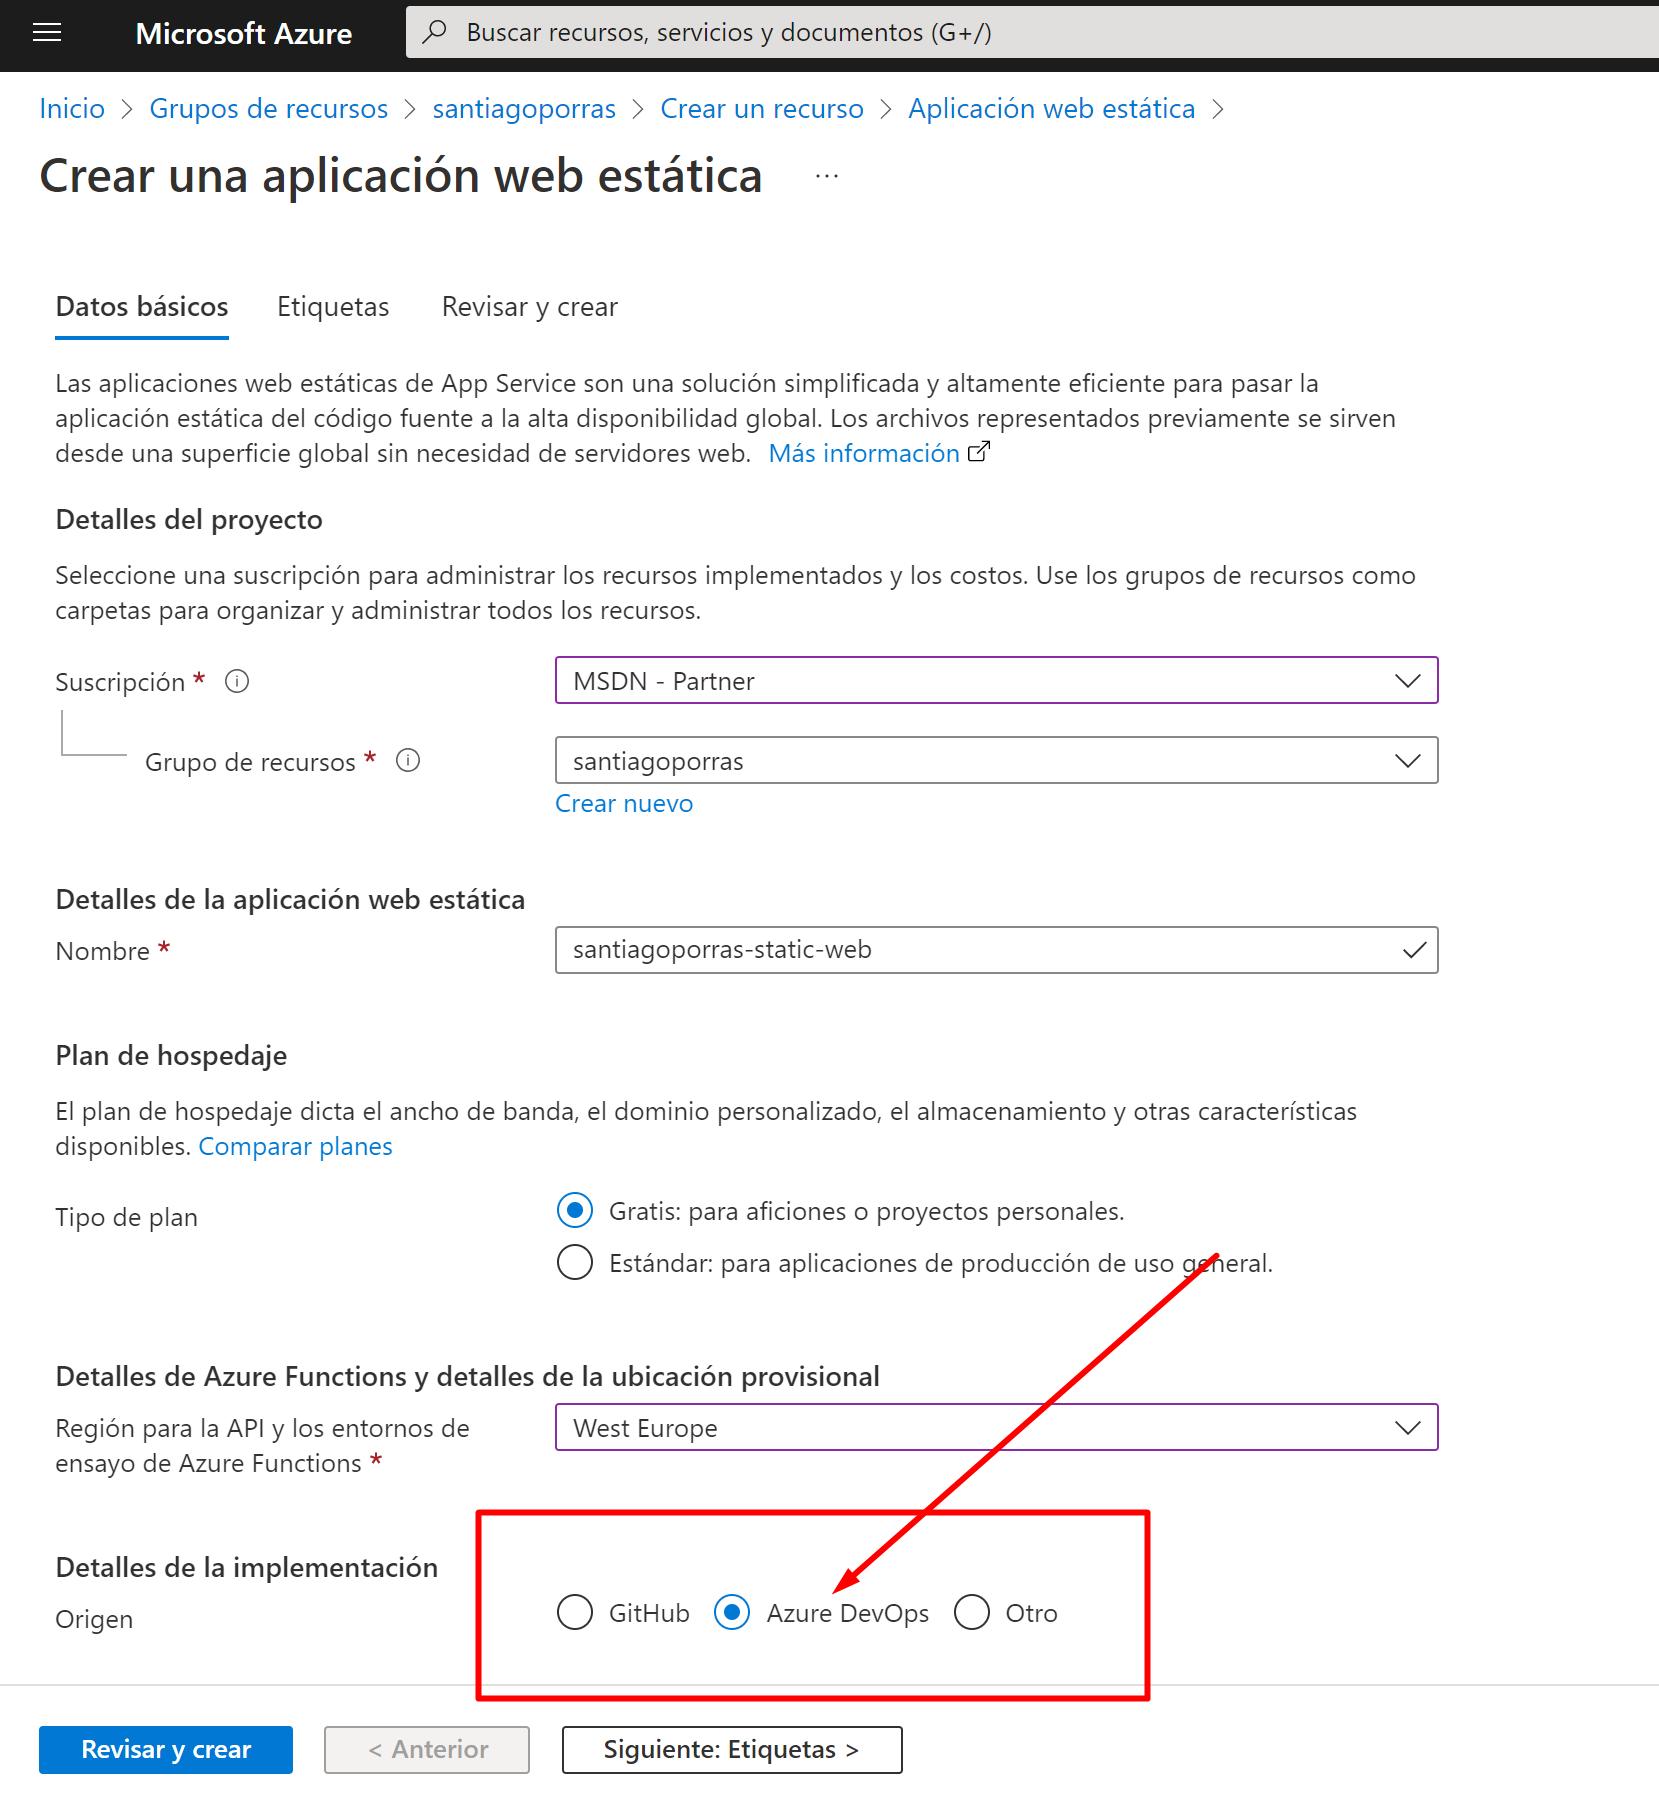 Microsoft Azure
Buscar recursos, servicios y documentos (G+/)
Inicio > Grupos de recursos > santiagoporras > Crear un recurso > Aplicación web estática >
Crear una aplicación web estática ...
Datos básicos Etiquetas Revisar y crear
Las aplicaciones web estáticas de App Service son una solución simplificada y altamente eficiente para pasar la
aplicación estática del código fuente a la alta disponibilidad global. Los archivos representados previamente se sirven
desde una superficie global sin necesidad de servidores web. Más información
Detalles del proyecto
Seleccione una suscripción para administrar los recursos implementados y los costos. Use los grupos de recursos como
carpetas para organizar y administrar todos los recursos.
Suscripción *
MSDN - Partner
Grupo de recursos *
santiagoporras
Crear nuevo
Detalles de la aplicación web estática
Nombre *
santiagoporras-static-web
Plan de hospedaje
El plan de hospedaje dicta el ancho de banda, el dominio personalizado, el almacenamiento y otras características
disponibles. Comparar planes
Tipo de plan
Gratis: para aficiones o proyectos personales.
Estándar: para aplicaciones de producción de uso general.
Detalles de Azure Functions y detalles de la ubicación provisional
Región para la API y los entornos de
ensayo de Azure Functions *
West Europe
Detalles de la implementación
Origen
GitHub Azure DevOps Otro
Revisar y crear < Anterior Siguiente: Etiquetas >